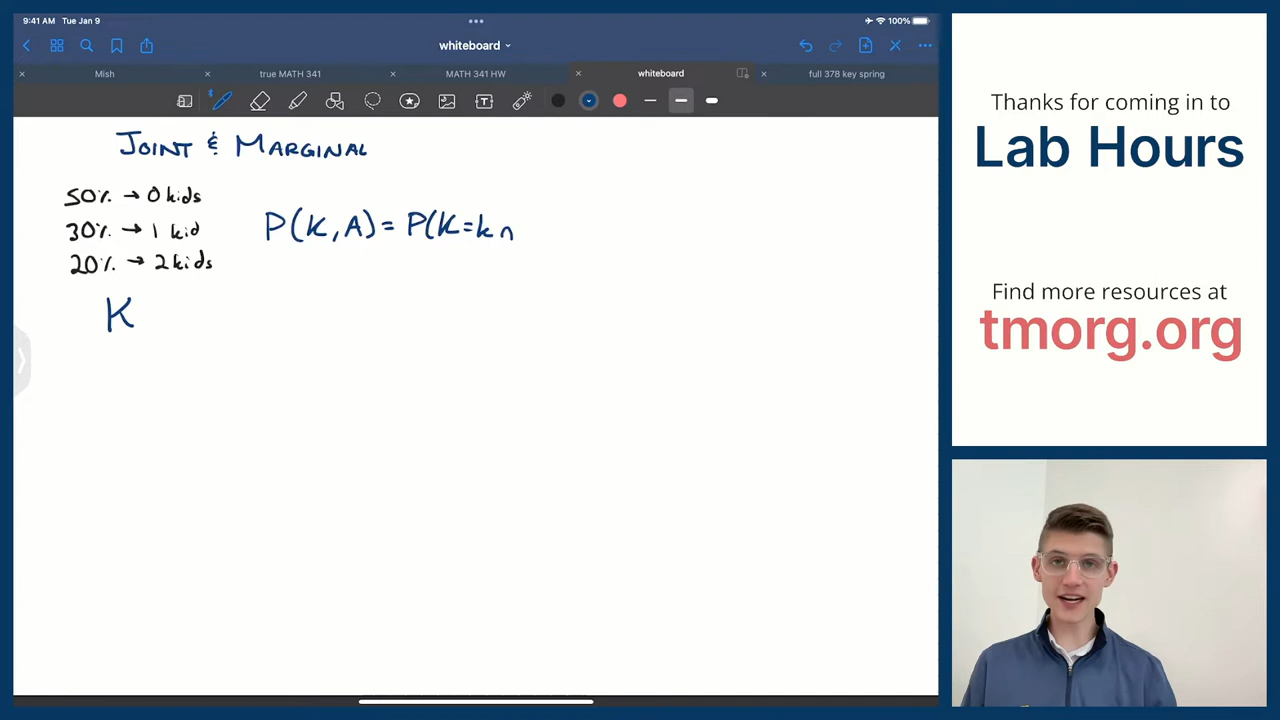 9:41 AM Tue Jan 9
100%
whiteboard
Mish
true MATH 341
MATH 341 HW
whiteboard
full 378 key spring
JOINT & MARGINAL
50% → 0 kids
30% → 1 kid
20% → 2 kids
P(K, A) = P(K=k ∩
K
Thanks for coming in to
Lab Hours
Find more resources at
tmorg.org